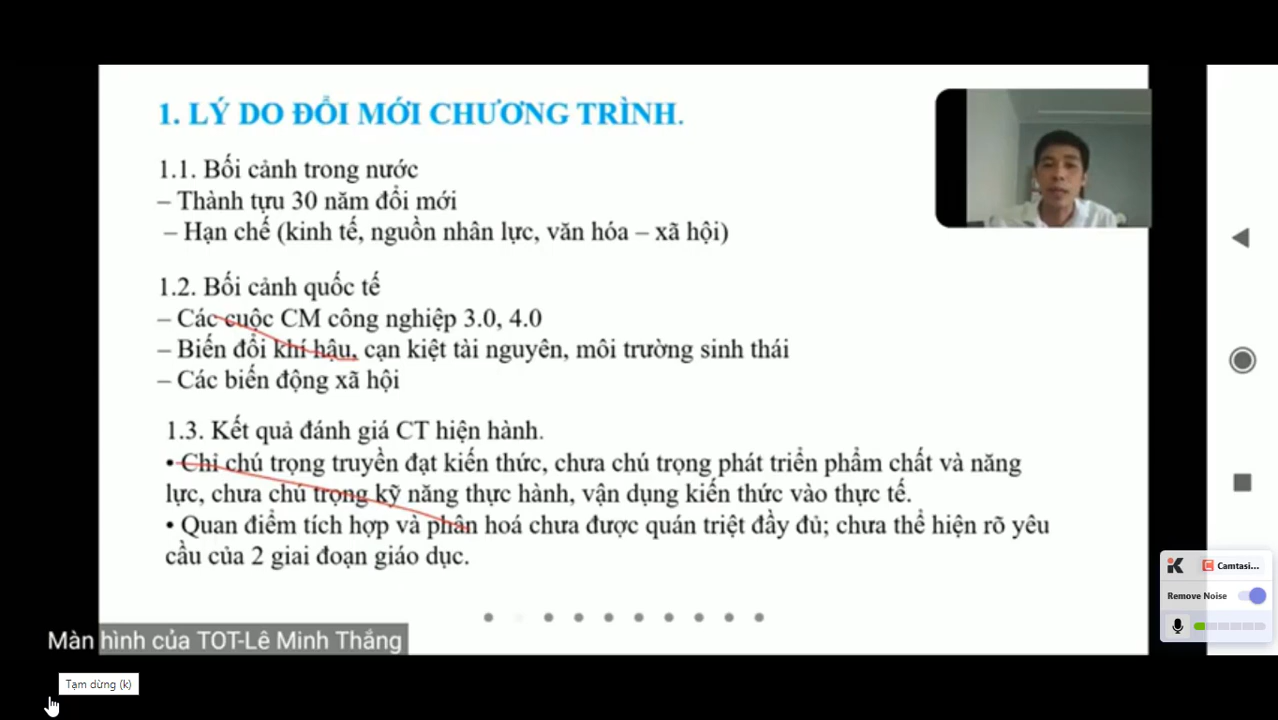 1. LÝ DO ĐỔI MỚI CHƯƠNG TRÌNH.
1.1. Bối cảnh trong nước
– Thành tựu 30 năm đổi mới
– Hạn chế (kinh tế, nguồn nhân lực, văn hóa – xã hội)
1.2. Bối cảnh quốc tế
– Các cuộc CM công nghiệp 3.0, 4.0
– Biến đổi khí hậu, cạn kiệt tài nguyên, môi trường sinh thái
– Các biến động xã hội
1.3. Kết quả đánh giá CT hiện hành.
• Chỉ chú trọng truyền đạt kiến thức, chưa chú trọng phát triển phẩm chất và năng
lực, chưa chú trọng kỹ năng thực hành, vận dụng kiến thức vào thực tế.
• Quan điểm tích hợp và phân hoá chưa được quán triệt đầy đủ; chưa thể hiện rõ yêu
cầu của 2 giai đoạn giáo dục.
Camtasi...
Remove Noise
Màn hình của TOT-Lê Minh Thắng
Tạm dừng (k)